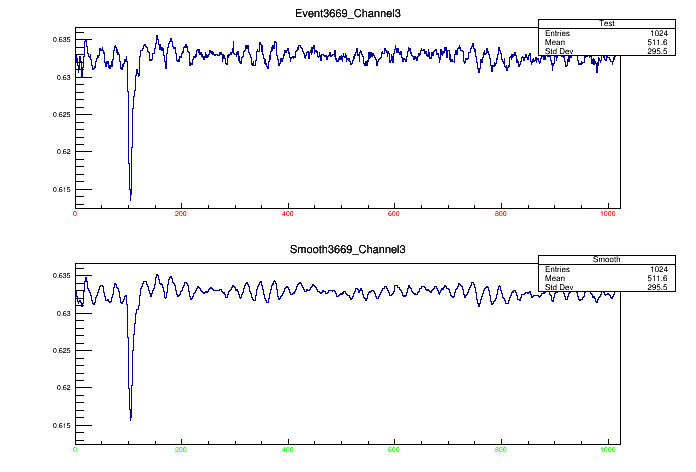 Event3669_Channel3
Test
Entries 1024
Mean 511.6
Std Dev 295.5
0.635
0.63
0.625
0.62
0.615
0 200 400 600 800 1000
Smooth3669_Channel3
Smooth
Entries 1024
Mean 511.6
Std Dev 295.5
0.635
0.63
0.625
0.62
0.615
0 200 400 600 800 1000